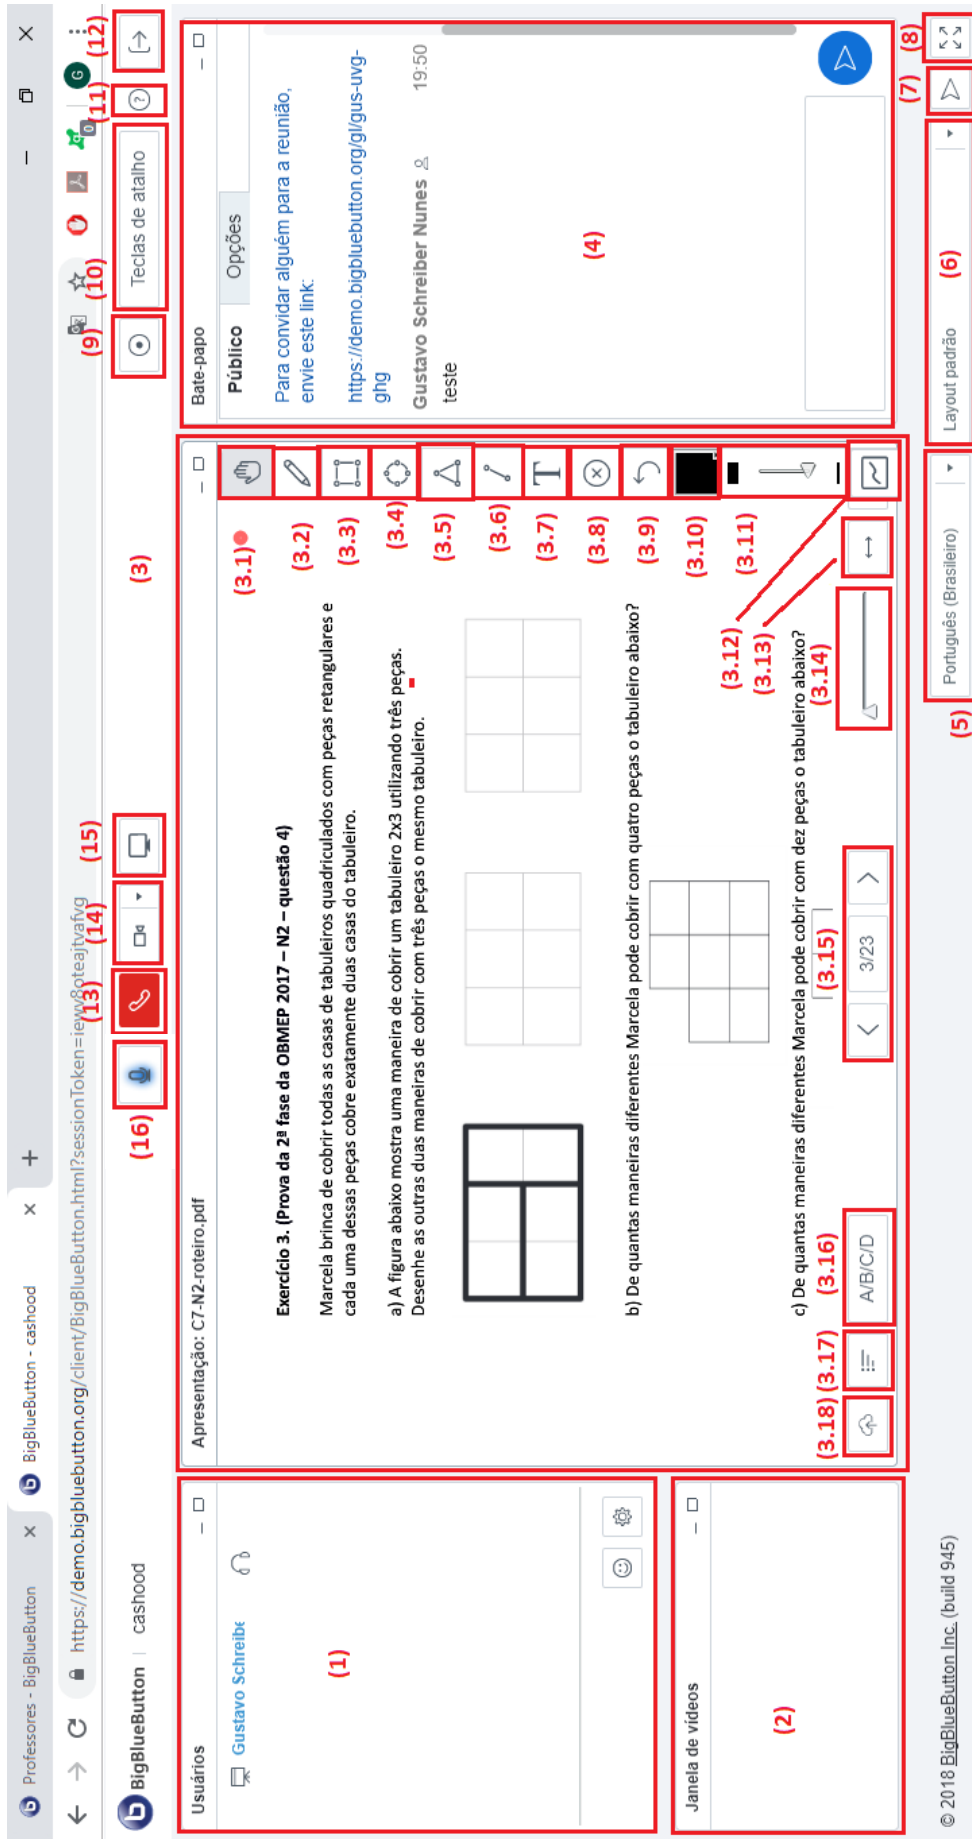 Professores - BigBlueButton
BigBlueButton - cashood
https://demo.bigbluebutton.org/client/BigBlueButton.html?sessionToken=iewv8oteajtvafvg
G
0
BigBlueButton | cashood
(16)
(13)
(14)
(15)
(9)
(10)
(11)
(12)
Teclas de atalho
Usuários
Gustavo Schreibe
(1)
Janela de vídeos
(2)
(3)
Apresentação: C7-N2-roteiro.pdf
Exercício 3. (Prova da 2ª fase da OBMEP 2017 – N2 – questão 4)
Marcela brinca de cobrir todas as casas de tabuleiros quadriculados com peças retangulares e
cada uma dessas peças cobre exatamente duas casas do tabuleiro.
a) A figura abaixo mostra uma maneira de cobrir um tabuleiro 2x3 utilizando três peças.
Desenhe as outras duas maneiras de cobrir com três peças o mesmo tabuleiro.
b) De quantas maneiras diferentes Marcela pode cobrir com quatro peças o tabuleiro abaixo?
c) De quantas maneiras diferentes Marcela pode cobrir com dez peças o tabuleiro abaixo?
(3.1)
(3.2)
(3.3)
(3.4)
(3.5)
(3.6)
T
(3.7)
(3.8)
(3.9)
(3.10)
(3.11)
(3.12)
(3.13)
(3.14)
(3.18)
(3.17)
(3.16)
A/B/C/D
(3.15)
3/23
Bate-papo
Público
Opções
Para convidar alguém para a reunião,
envie este link:
https://demo.bigbluebutton.org/gl/gus-uvg-
ghg
Gustavo Schreiber Nunes 19:50
teste
(4)
© 2018 BigBlueButton Inc. (build 945)
(5)
Português (Brasileiro)
(6)
Layout padrão
(7)
(8)